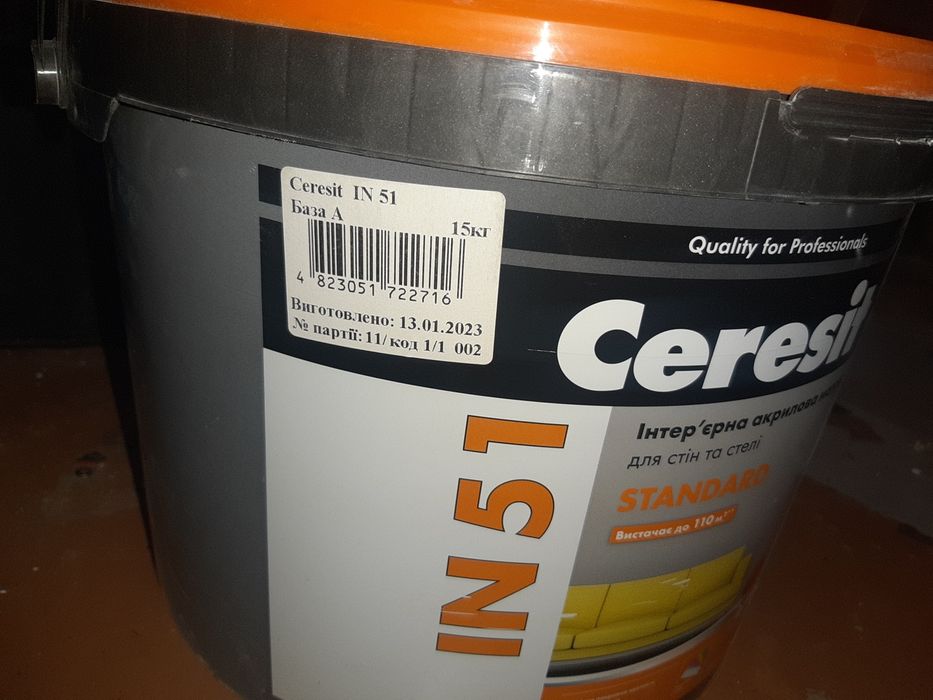 Ceresit IN 51
База А
15кг
4 823051 722716
Виготовлено: 13.01.2023
№ партії: 11/код 1/1 002
Quality for Professionals
Ceresit
Інтер'єрна акрилова
для стін та стелі
STANDARD
Вистачає до 110 м²
IN 51